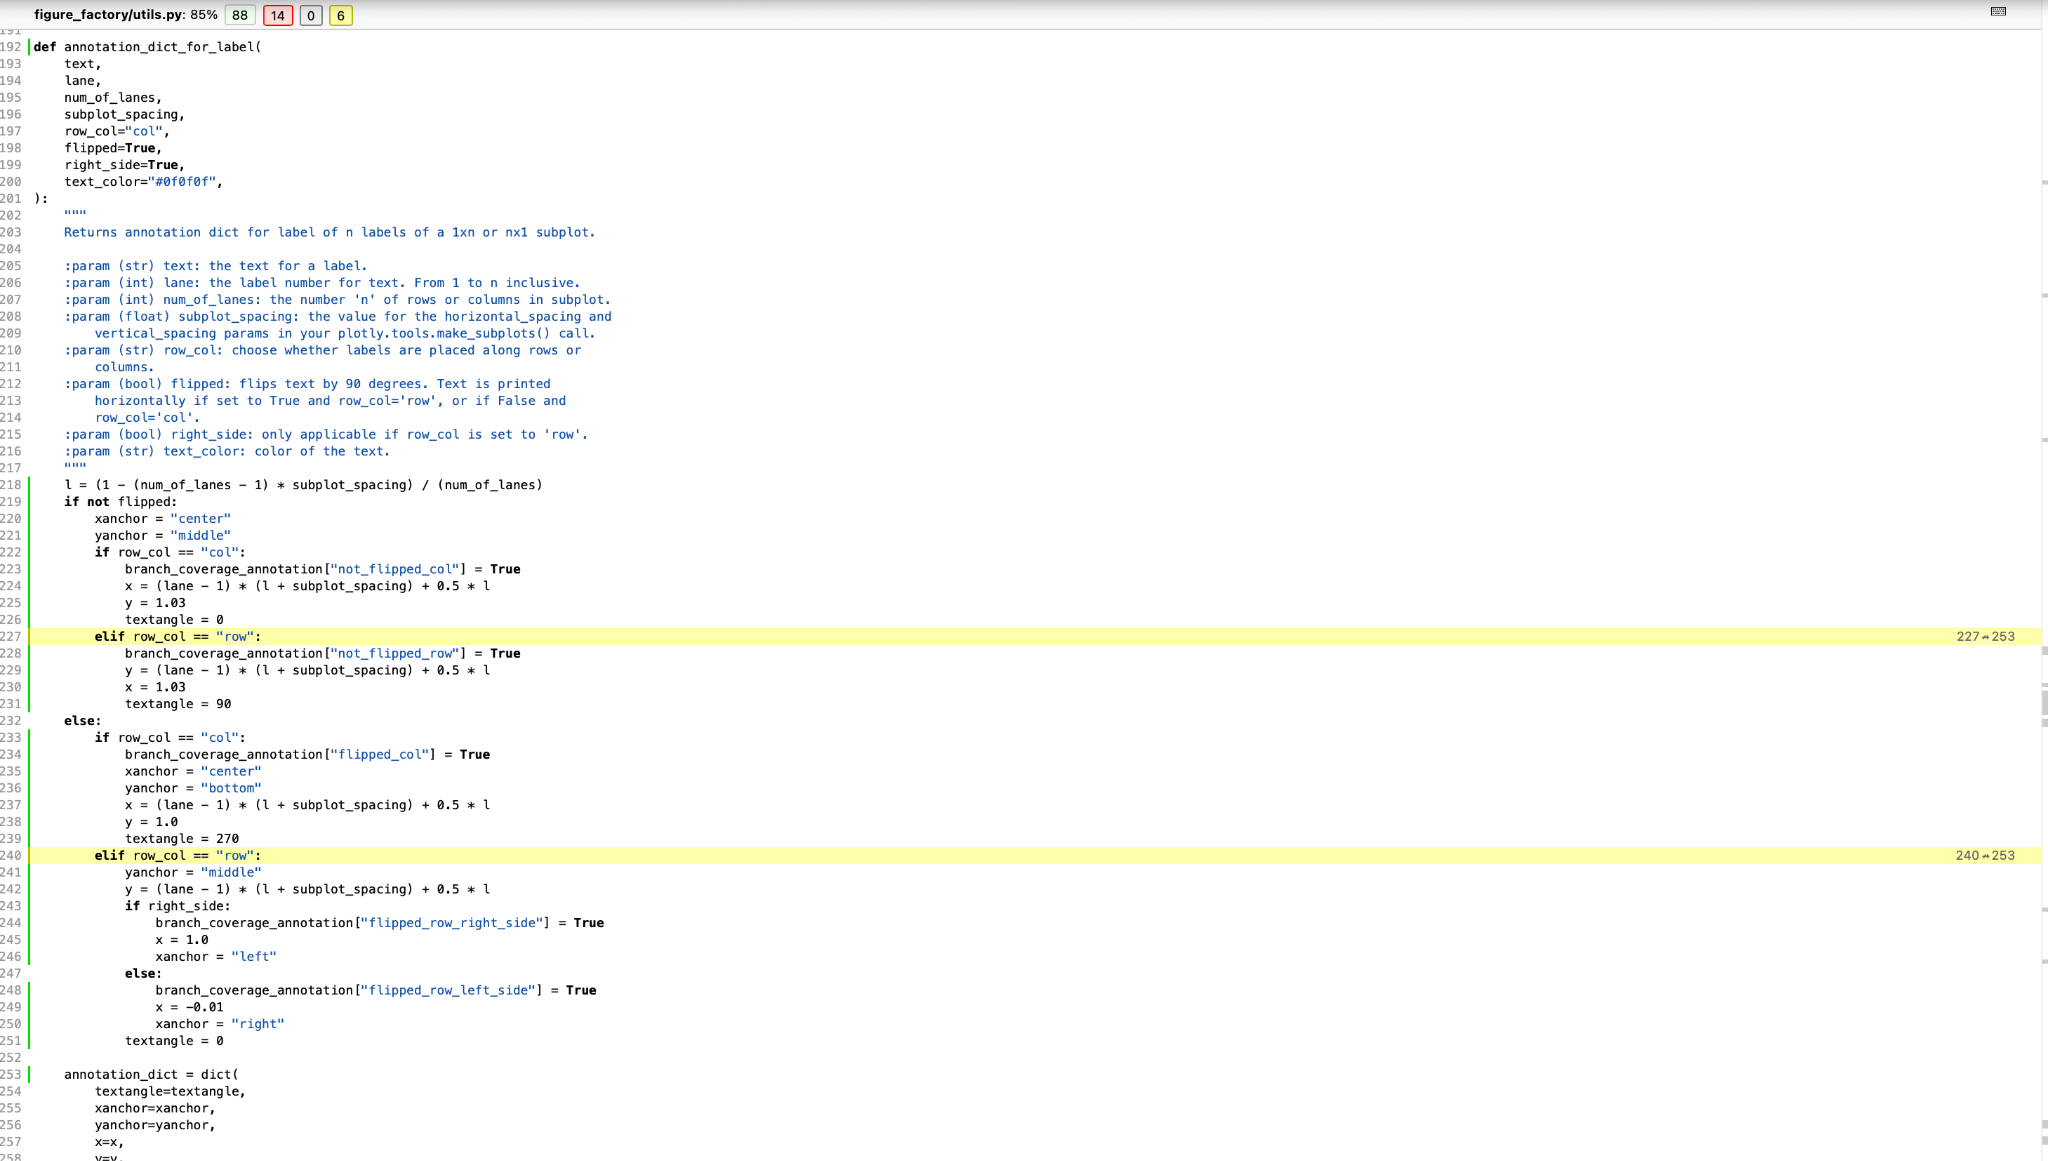 figure_factory/utils.py: 85% 88 14 0 6
191
192 def annotation_dict_for_label(
193     text,
194     lane,
195     num_of_lanes,
196     subplot_spacing,
197     row_col="col",
198     flipped=True,
199     right_side=True,
200     text_color="#0f0f0f",
201 ):
202     """
203     Returns annotation dict for label of n labels of a 1xn or nx1 subplot.
204
205     :param (str) text: the text for a label.
206     :param (int) lane: the label number for text. From 1 to n inclusive.
207     :param (int) num_of_lanes: the number 'n' of rows or columns in subplot.
208     :param (float) subplot_spacing: the value for the horizontal_spacing and
209         vertical_spacing params in your plotly.tools.make_subplots() call.
210     :param (str) row_col: choose whether labels are placed along rows or
211         columns.
212     :param (bool) flipped: flips text by 90 degrees. Text is printed
213         horizontally if set to True and row_col='row', or if False and
214         row_col='col'.
215     :param (bool) right_side: only applicable if row_col is set to 'row'.
216     :param (str) text_color: color of the text.
217     """
218     l = (1 - (num_of_lanes - 1) * subplot_spacing) / (num_of_lanes)
219     if not flipped:
220         xanchor = "center"
221         yanchor = "middle"
222         if row_col == "col":
223             branch_coverage_annotation["not_flipped_col"] = True
224             x = (lane - 1) * (l + subplot_spacing) + 0.5 * l
225             y = 1.03
226             textangle = 0
227         elif row_col == "row": 227↛253
228             branch_coverage_annotation["not_flipped_row"] = True
229             y = (lane - 1) * (l + subplot_spacing) + 0.5 * l
230             x = 1.03
231             textangle = 90
232     else:
233         if row_col == "col":
234             branch_coverage_annotation["flipped_col"] = True
235             xanchor = "center"
236             yanchor = "bottom"
237             x = (lane - 1) * (l + subplot_spacing) + 0.5 * l
238             y = 1.0
239             textangle = 270
240         elif row_col == "row": 240↛253
241             yanchor = "middle"
242             y = (lane - 1) * (l + subplot_spacing) + 0.5 * l
243             if right_side:
244                 branch_coverage_annotation["flipped_row_right_side"] = True
245                 x = 1.0
246                 xanchor = "left"
247             else:
248                 branch_coverage_annotation["flipped_row_left_side"] = True
249                 x = -0.01
250                 xanchor = "right"
251             textangle = 0
252
253     annotation_dict = dict(
254         textangle=textangle,
255         xanchor=xanchor,
256         yanchor=yanchor,
257         x=x,
258         y=y,